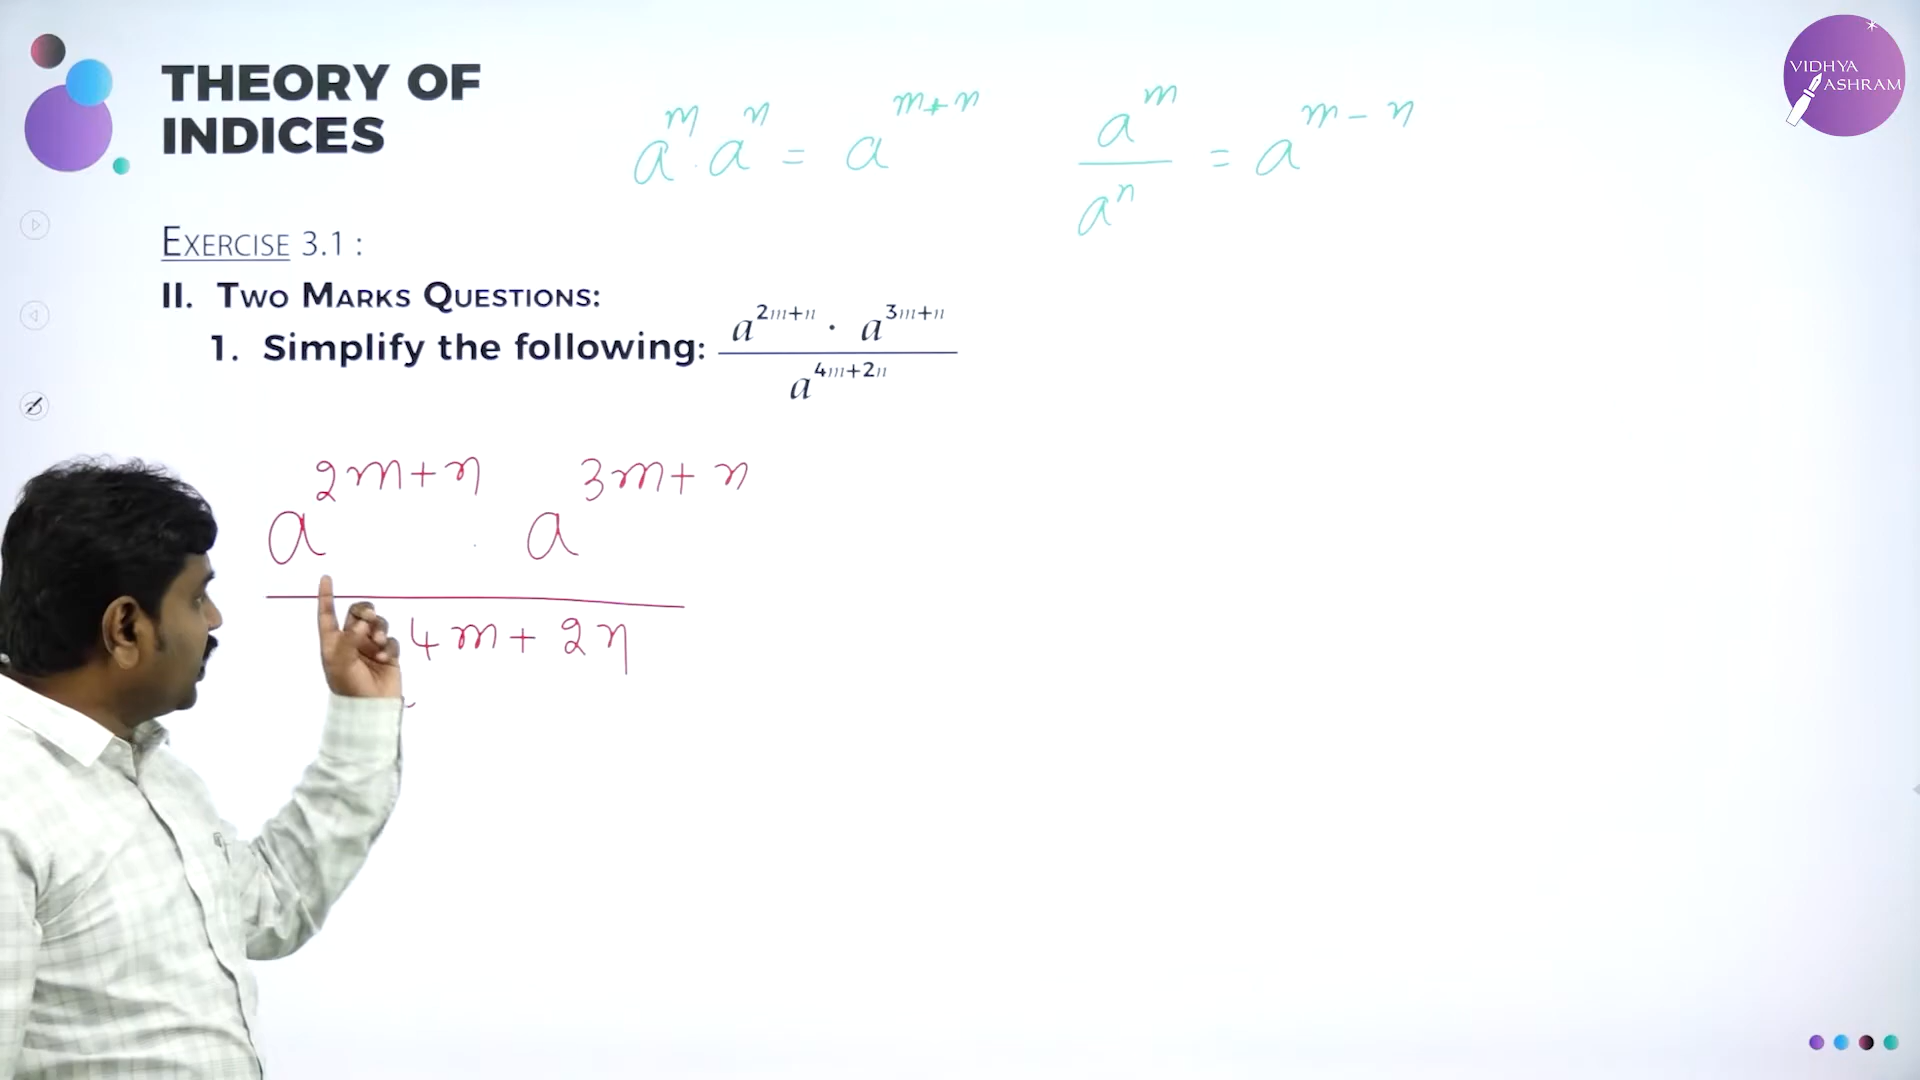 THEORY OF
INDICES
a^m . a^n = a^{m+n}
a^m / a^n = a^{m-n}
VIDHYA
ASHRAM
EXERCISE 3.1 :
II. TWO MARKS QUESTIONS:
1. Simplify the following: a^{2m+n} · a^{3m+n} / a^{4m+2n}
a^{2m+n} . a^{3m+n}
4m+2n